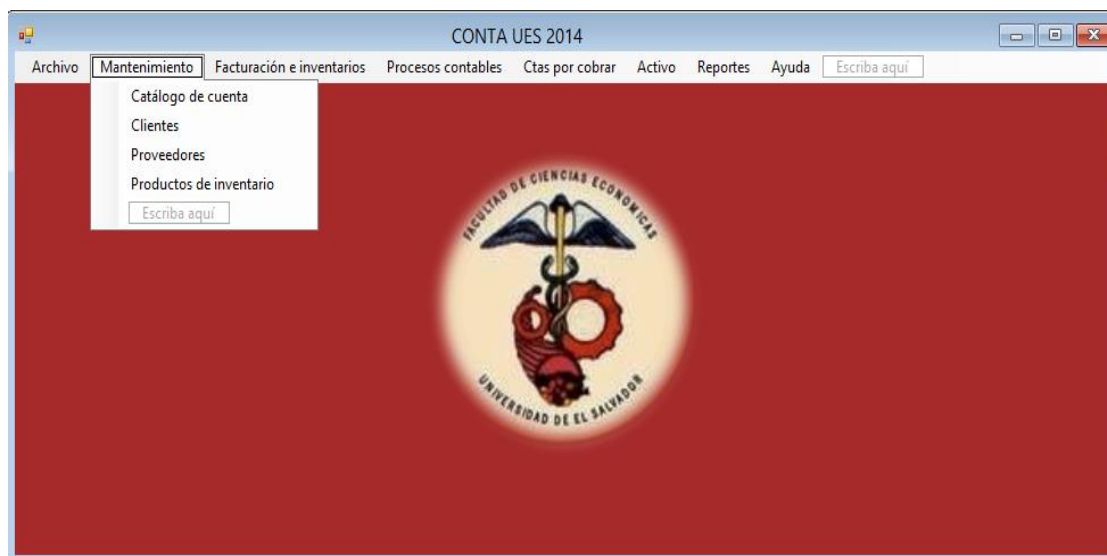 CONTA UES 2014
Archivo Mantenimiento Facturación e inventarios Procesos contables Ctas por cobrar Activo Reportes Ayuda Escriba aquí
Catálogo de cuenta
Clientes
Proveedores
Productos de inventario
Escriba aquí
FACULTAD DE CIENCIAS ECONOMICAS
UNIVERSIDAD DE EL SALVADOR